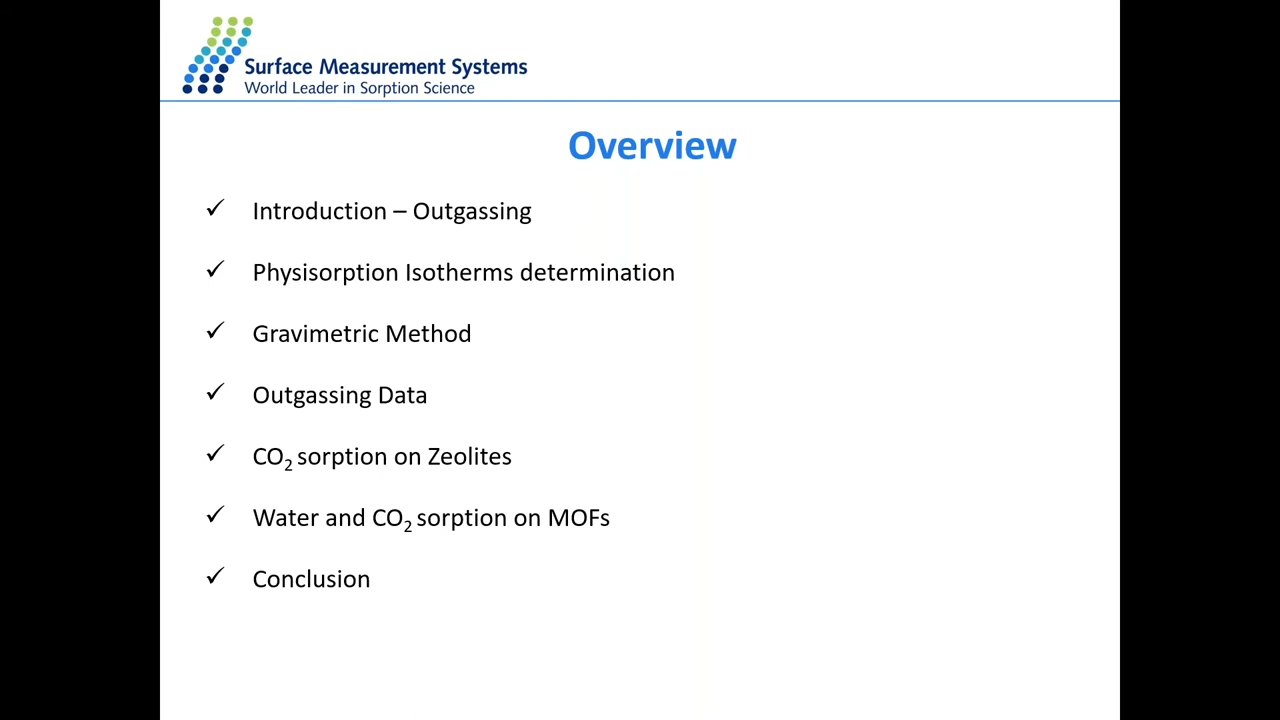 Surface Measurement Systems
World Leader in Sorption Science
Overview
✓ Introduction – Outgassing
✓ Physisorption Isotherms determination
✓ Gravimetric Method
✓ Outgassing Data
✓ CO₂ sorption on Zeolites
✓ Water and CO₂ sorption on MOFs
✓ Conclusion